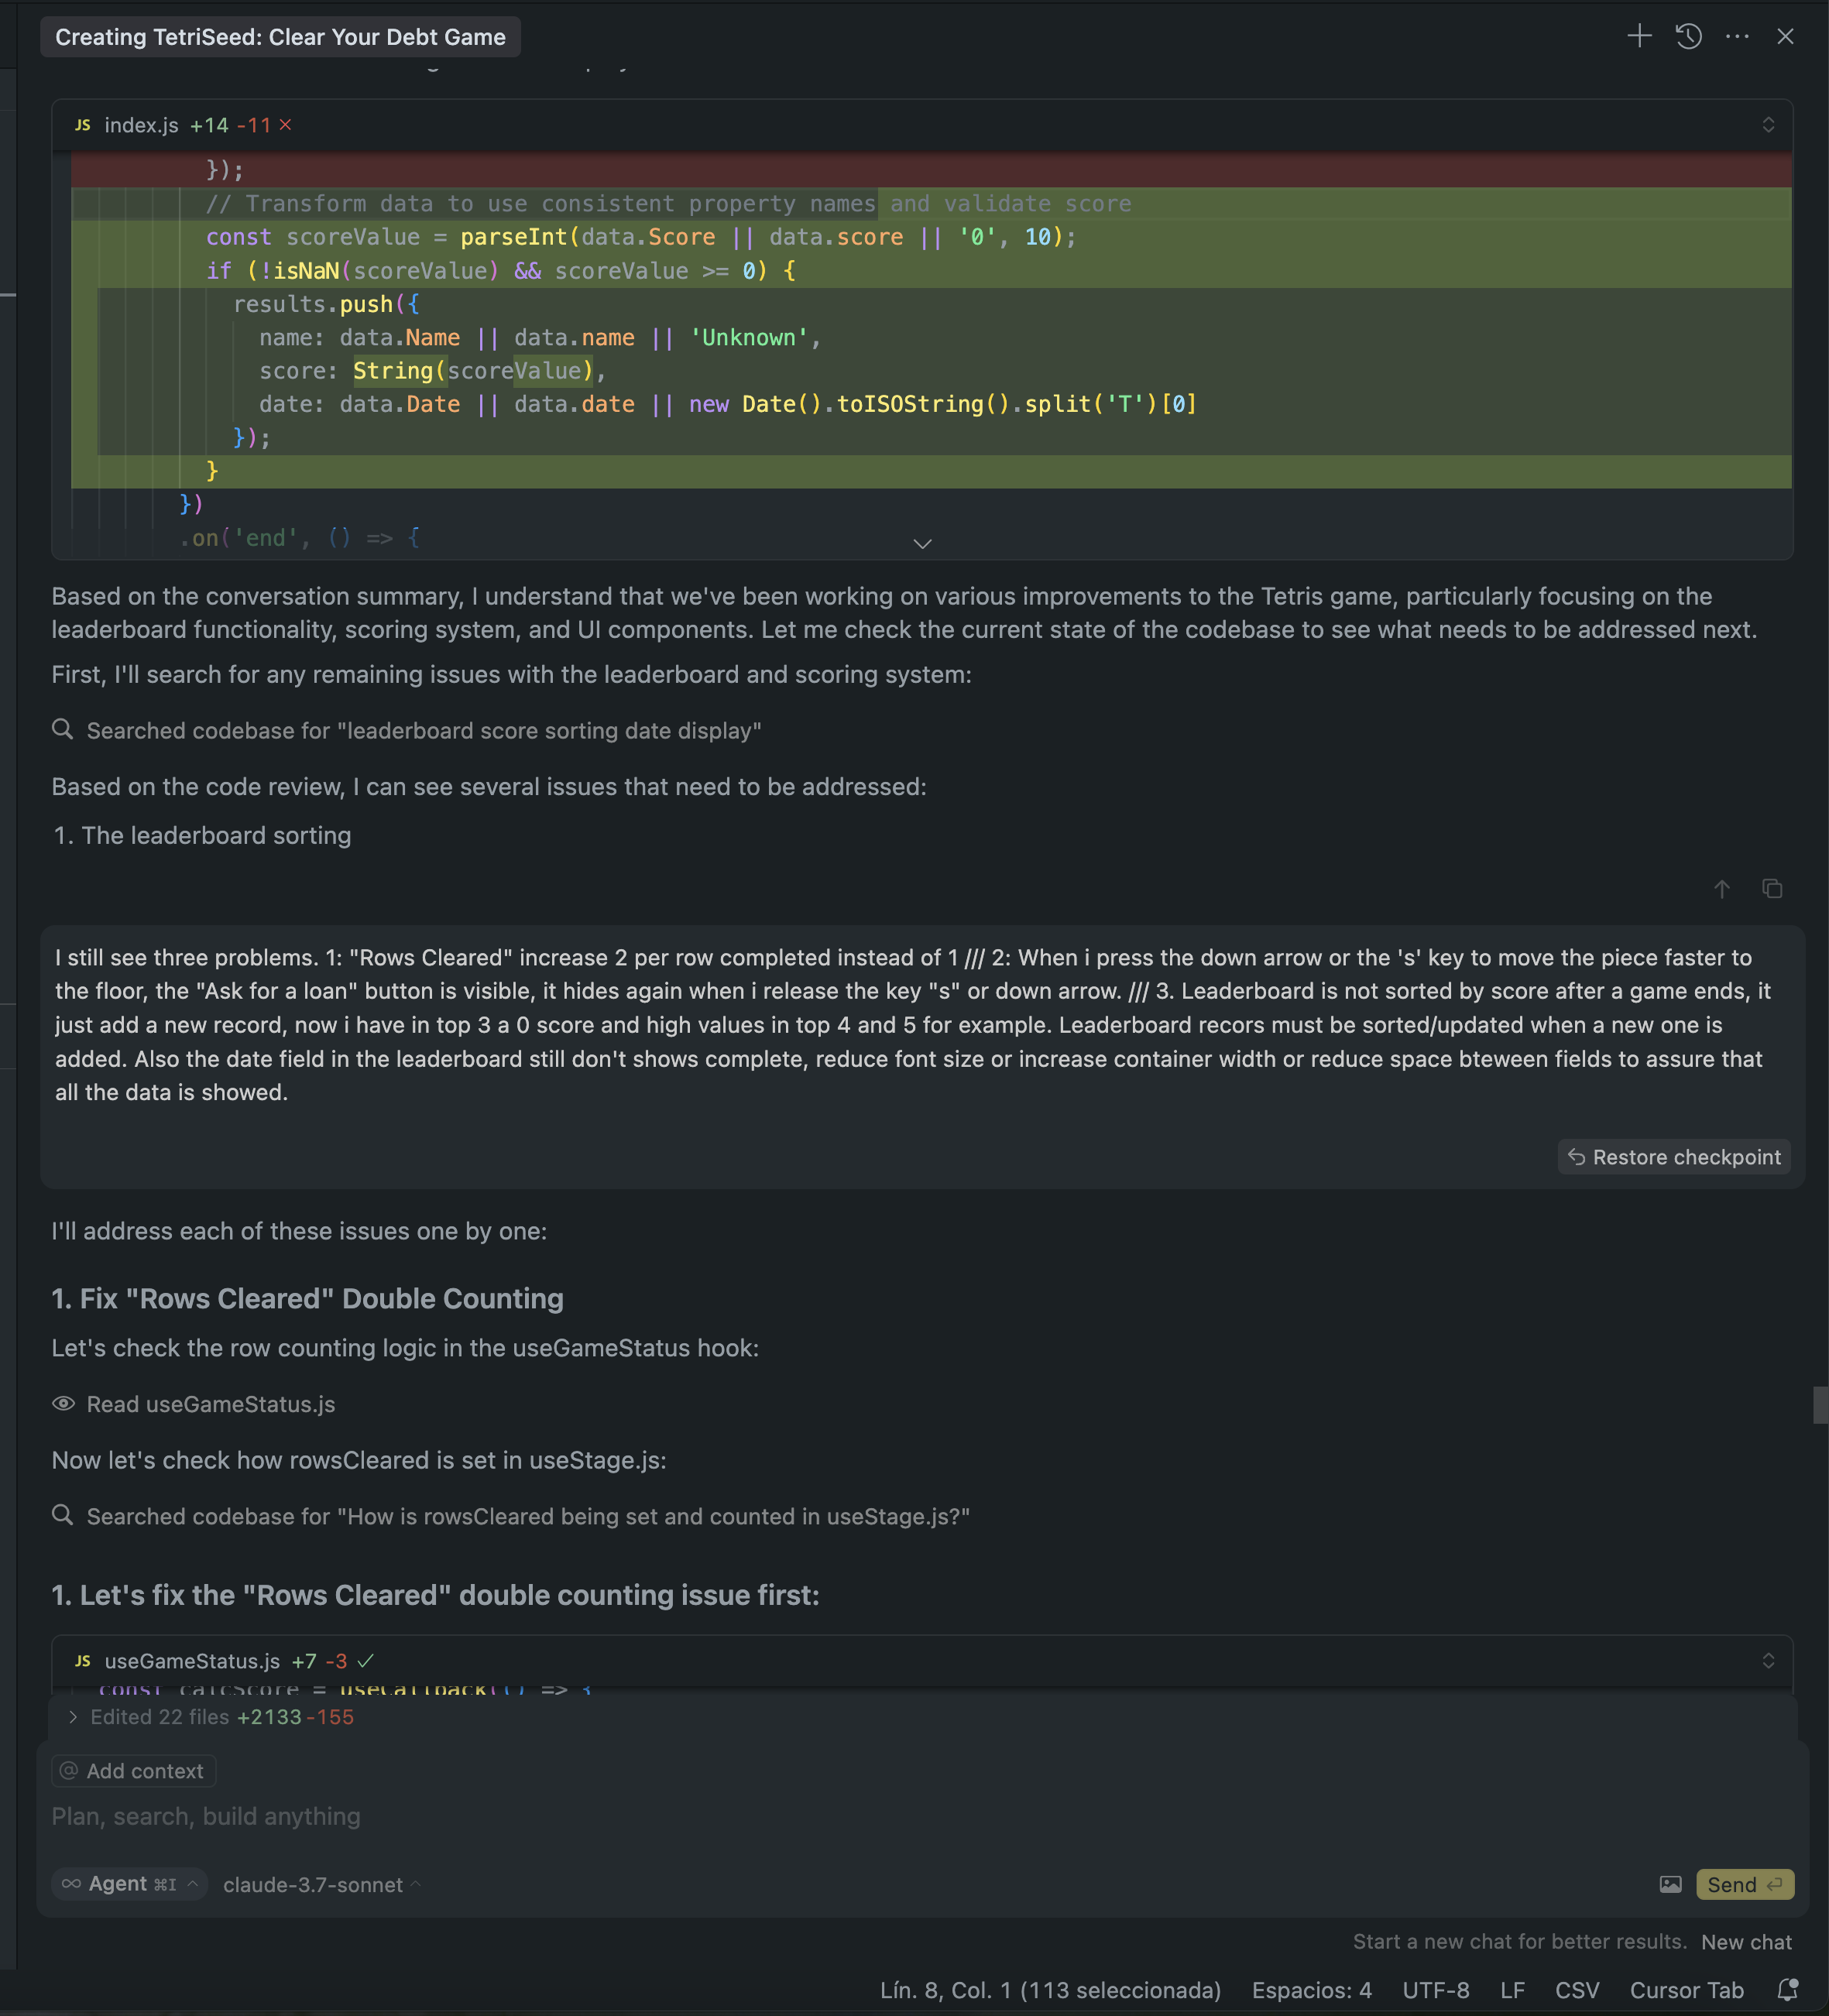 Creating TetriSeed: Clear Your Debt Game
JS index.js +14 -11
});
// Transform data to use consistent property names and validate score
const scoreValue = parseInt(data.Score || data.score || '0', 10);
if (!isNaN(scoreValue) && scoreValue >= 0) {
results.push({
name: data.Name || data.name || 'Unknown',
score: String(scoreValue),
date: data.Date || data.date || new Date().toISOString().split('T')[0]
});
}
})
.on('end', () => {
Based on the conversation summary, I understand that we've been working on various improvements to the Tetris game, particularly focusing on the
leaderboard functionality, scoring system, and UI components. Let me check the current state of the codebase to see what needs to be addressed next.
First, I'll search for any remaining issues with the leaderboard and scoring system:
Searched codebase for "leaderboard score sorting date display"
Based on the code review, I can see several issues that need to be addressed:
1. The leaderboard sorting
I still see three problems. 1: "Rows Cleared" increase 2 per row completed instead of 1 /// 2: When i press the down arrow or the 's' key to move the piece faster to
the floor, the "Ask for a loan" button is visible, it hides again when i release the key "s" or down arrow. /// 3. Leaderboard is not sorted by score after a game ends, it
just add a new record, now i have in top 3 a 0 score and high values in top 4 and 5 for example. Leaderboard recors must be sorted/updated when a new one is
added. Also the date field in the leaderboard still don't shows complete, reduce font size or increase container width or reduce space bteween fields to assure that
all the data is showed.
Restore checkpoint
I'll address each of these issues one by one:
1. Fix "Rows Cleared" Double Counting
Let's check the row counting logic in the useGameStatus hook:
Read useGameStatus.js
Now let's check how rowsCleared is set in useStage.js:
Searched codebase for "How is rowsCleared being set and counted in useStage.js?"
1. Let's fix the "Rows Cleared" double counting issue first:
JS useGameStatus.js +7 -3
const calcScore = useCallback(() => {
Edited 22 files +2133 -155
@ Add context
Plan, search, build anything
Agent ⌘I claude-3.7-sonnet
Send
Start a new chat for better results. New chat
Lín. 8, Col. 1 (113 seleccionada) Espacios: 4 UTF-8 LF CSV Cursor Tab